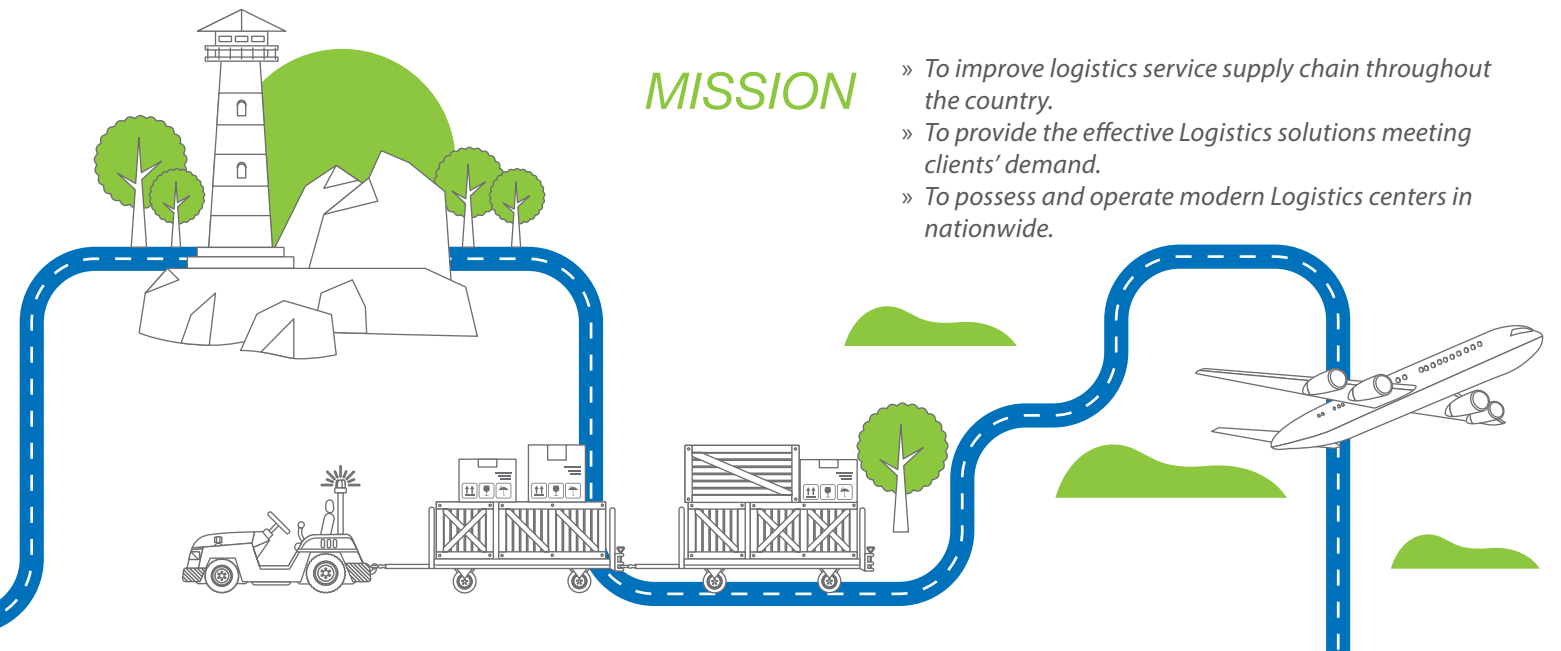 MISSION
» To improve logistics service supply chain throughout
the country.
» To provide the effective Logistics solutions meeting
clients’ demand.
» To possess and operate modern Logistics centers in
nationwide.